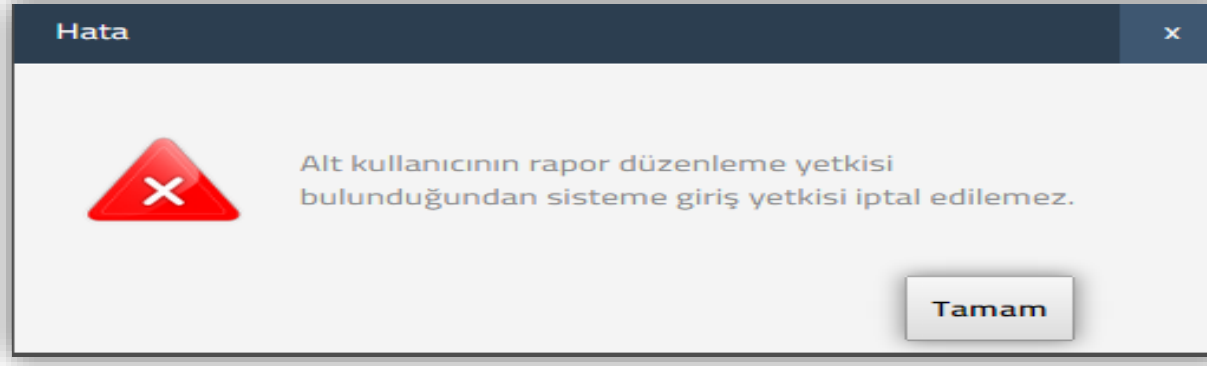 Hata
x
Alt kullanıcının rapor düzenleme yetkisi
bulunduğundan sisteme giriş yetkisi iptal edilemez.
Tamam